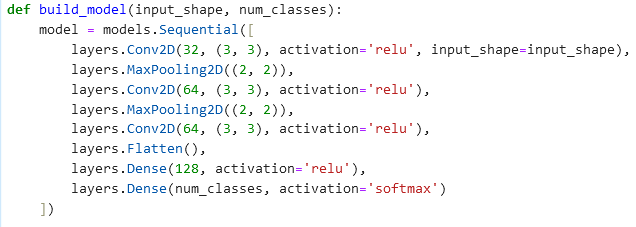 def build_model(input_shape, num_classes):
    model = models.Sequential([
        layers.Conv2D(32, (3, 3), activation='relu', input_shape=input_shape),
        layers.MaxPooling2D((2, 2)),
        layers.Conv2D(64, (3, 3), activation='relu'),
        layers.MaxPooling2D((2, 2)),
        layers.Conv2D(64, (3, 3), activation='relu'),
        layers.Flatten(),
        layers.Dense(128, activation='relu'),
        layers.Dense(num_classes, activation='softmax')
    ])